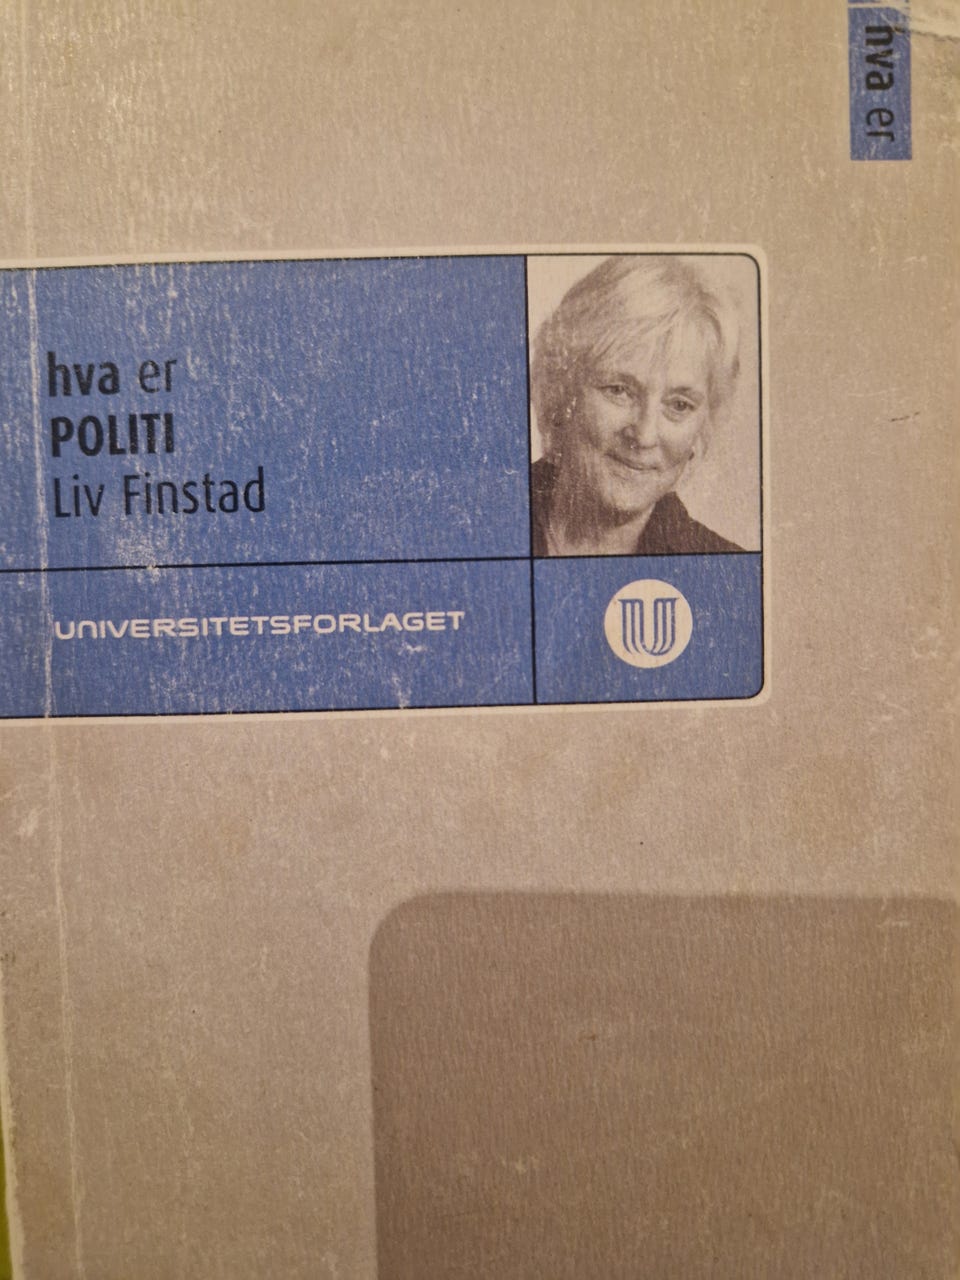 hva er
hva er
POLITI
Liv Finstad
UNIVERSITETSFORLAGET
U